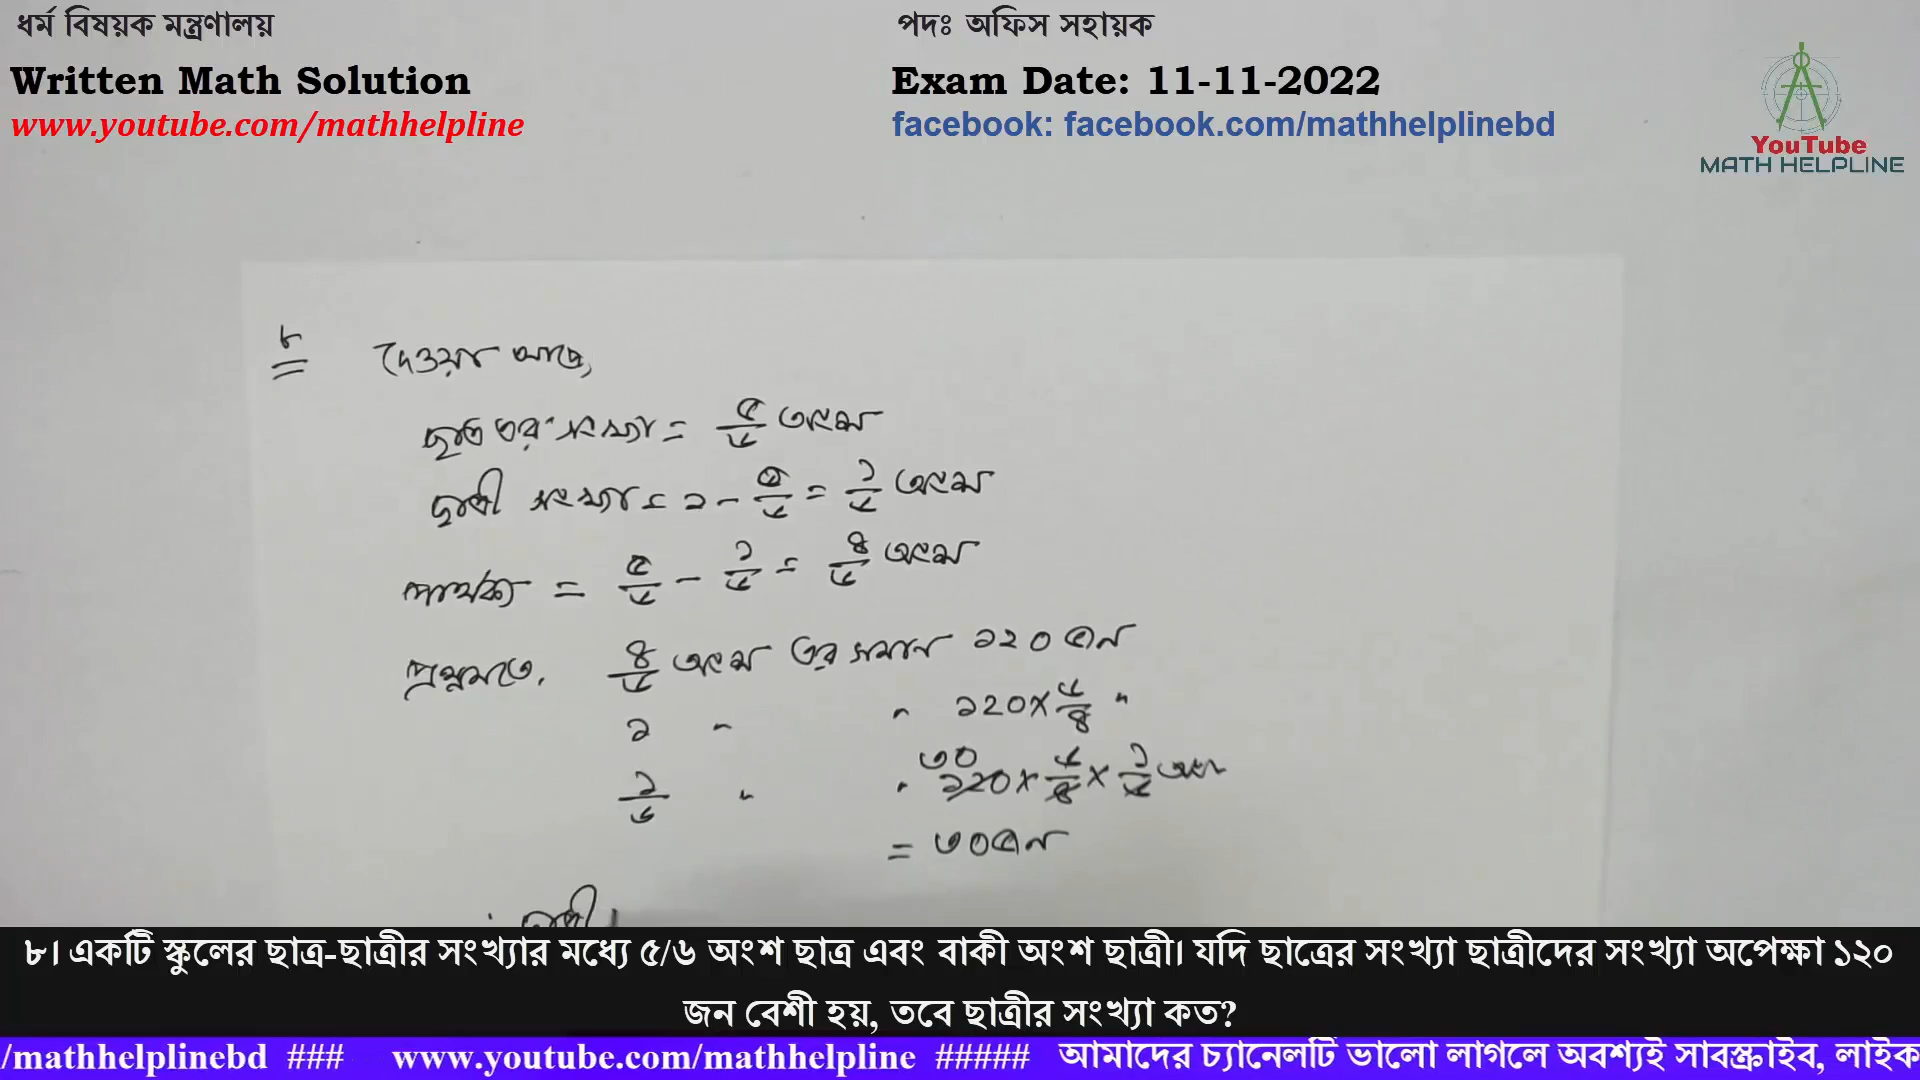 ধর্ম বিষয়ক মন্ত্রণালয়
পদঃ অফিস সহায়ক
Written Math Solution
Exam Date: 11-11-2022
www.youtube.com/mathhelpline
facebook: facebook.com/mathhelplinebd
YouTube
MATH HELPLINE
৮
দেওয়া আছে,
ছাত্র এর সংখ্যা = ৫/৬ অংশ
ছাত্রী সংখ্যা = ১ - ৫/৬ = ১/৬ অংশ
পার্থক্য = ৫/৬ - ১/৬ = ৪/৬ অংশ
প্রশ্নমতে, ৪/৬ অংশ এর সমান ১২০ জন
১ " " ১২০ × ৬/৪ "
৩০
১/৬ " " ১২০ × ৬/৪ × ১/৬ অংশ
= ৩০ জন
ছাত্রী
৮। একটি স্কুলের ছাত্র-ছাত্রীর সংখ্যার মধ্যে ৫/৬ অংশ ছাত্র এবং বাকী অংশ ছাত্রী। যদি ছাত্রের সংখ্যা ছাত্রীদের সংখ্যা অপেক্ষা ১২০
জন বেশী হয়, তবে ছাত্রীর সংখ্যা কত?
/mathhelplinebd ### www.youtube.com/mathhelpline ##### আমাদের চ্যানেলটি ভালো লাগলে অবশ্যই সাবস্ক্রাইব, লাইক